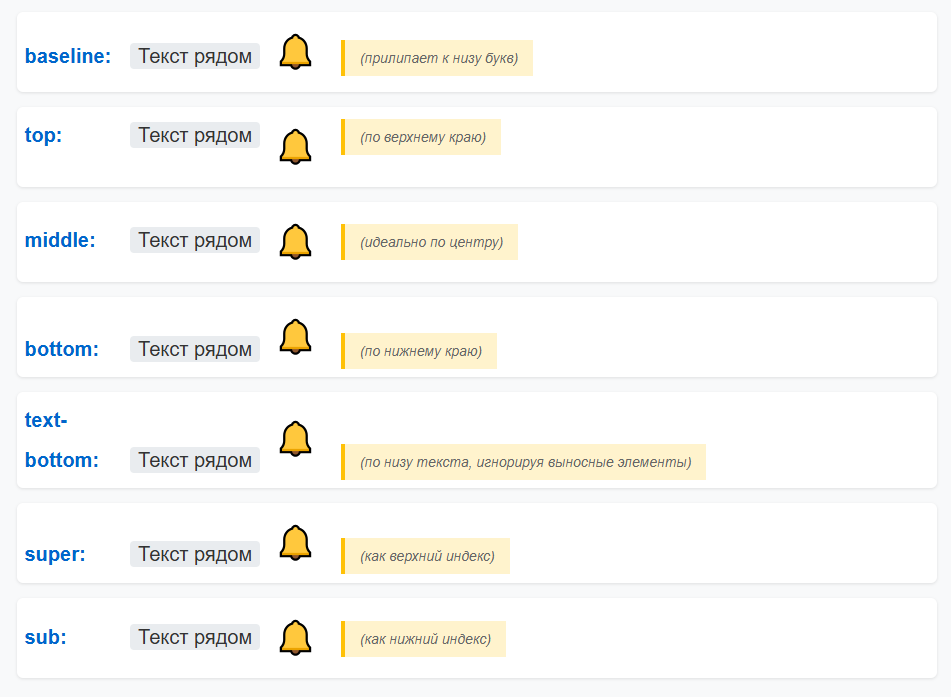 baseline: Текст рядом (прилипает к низу букв)
top: Текст рядом (по верхнему краю)
middle: Текст рядом (идеально по центру)
bottom: Текст рядом (по нижнему краю)
text-
bottom: Текст рядом (по низу текста, игнорируя выносные элементы)
super: Текст рядом (как верхний индекс)
sub: Текст рядом (как нижний индекс)